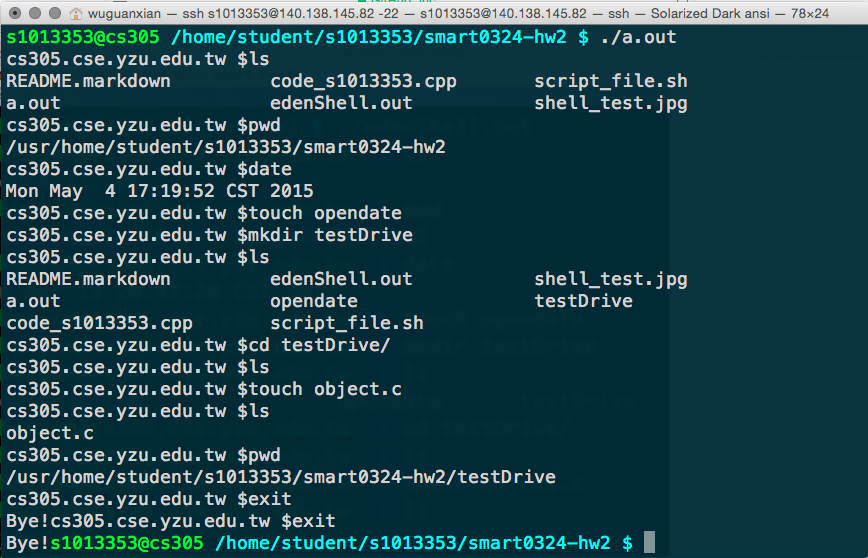 wuguanxian — ssh s1013353@140.138.145.82 -22 — s1013353@140.138.145.82 — ssh — Solarized Dark ansi — 78×24
s1013353@cs305 /home/student/s1013353/smart0324-hw2 $ ./a.out
cs305.cse.yzu.edu.tw $ls
README.markdown         code_s1013353.cpp       script_file.sh
a.out                   edenShell.out           shell_test.jpg
cs305.cse.yzu.edu.tw $pwd
/usr/home/student/s1013353/smart0324-hw2
cs305.cse.yzu.edu.tw $date
Mon May  4 17:19:52 CST 2015
cs305.cse.yzu.edu.tw $touch opendate
cs305.cse.yzu.edu.tw $mkdir testDrive
cs305.cse.yzu.edu.tw $ls
README.markdown         edenShell.out           shell_test.jpg
a.out                   opendate                testDrive
code_s1013353.cpp       script_file.sh
cs305.cse.yzu.edu.tw $cd testDrive/
cs305.cse.yzu.edu.tw $ls
cs305.cse.yzu.edu.tw $touch object.c
cs305.cse.yzu.edu.tw $ls
object.c
cs305.cse.yzu.edu.tw $pwd
/usr/home/student/s1013353/smart0324-hw2/testDrive
cs305.cse.yzu.edu.tw $exit
Bye!cs305.cse.yzu.edu.tw $exit
Bye!s1013353@cs305 /home/student/s1013353/smart0324-hw2 $